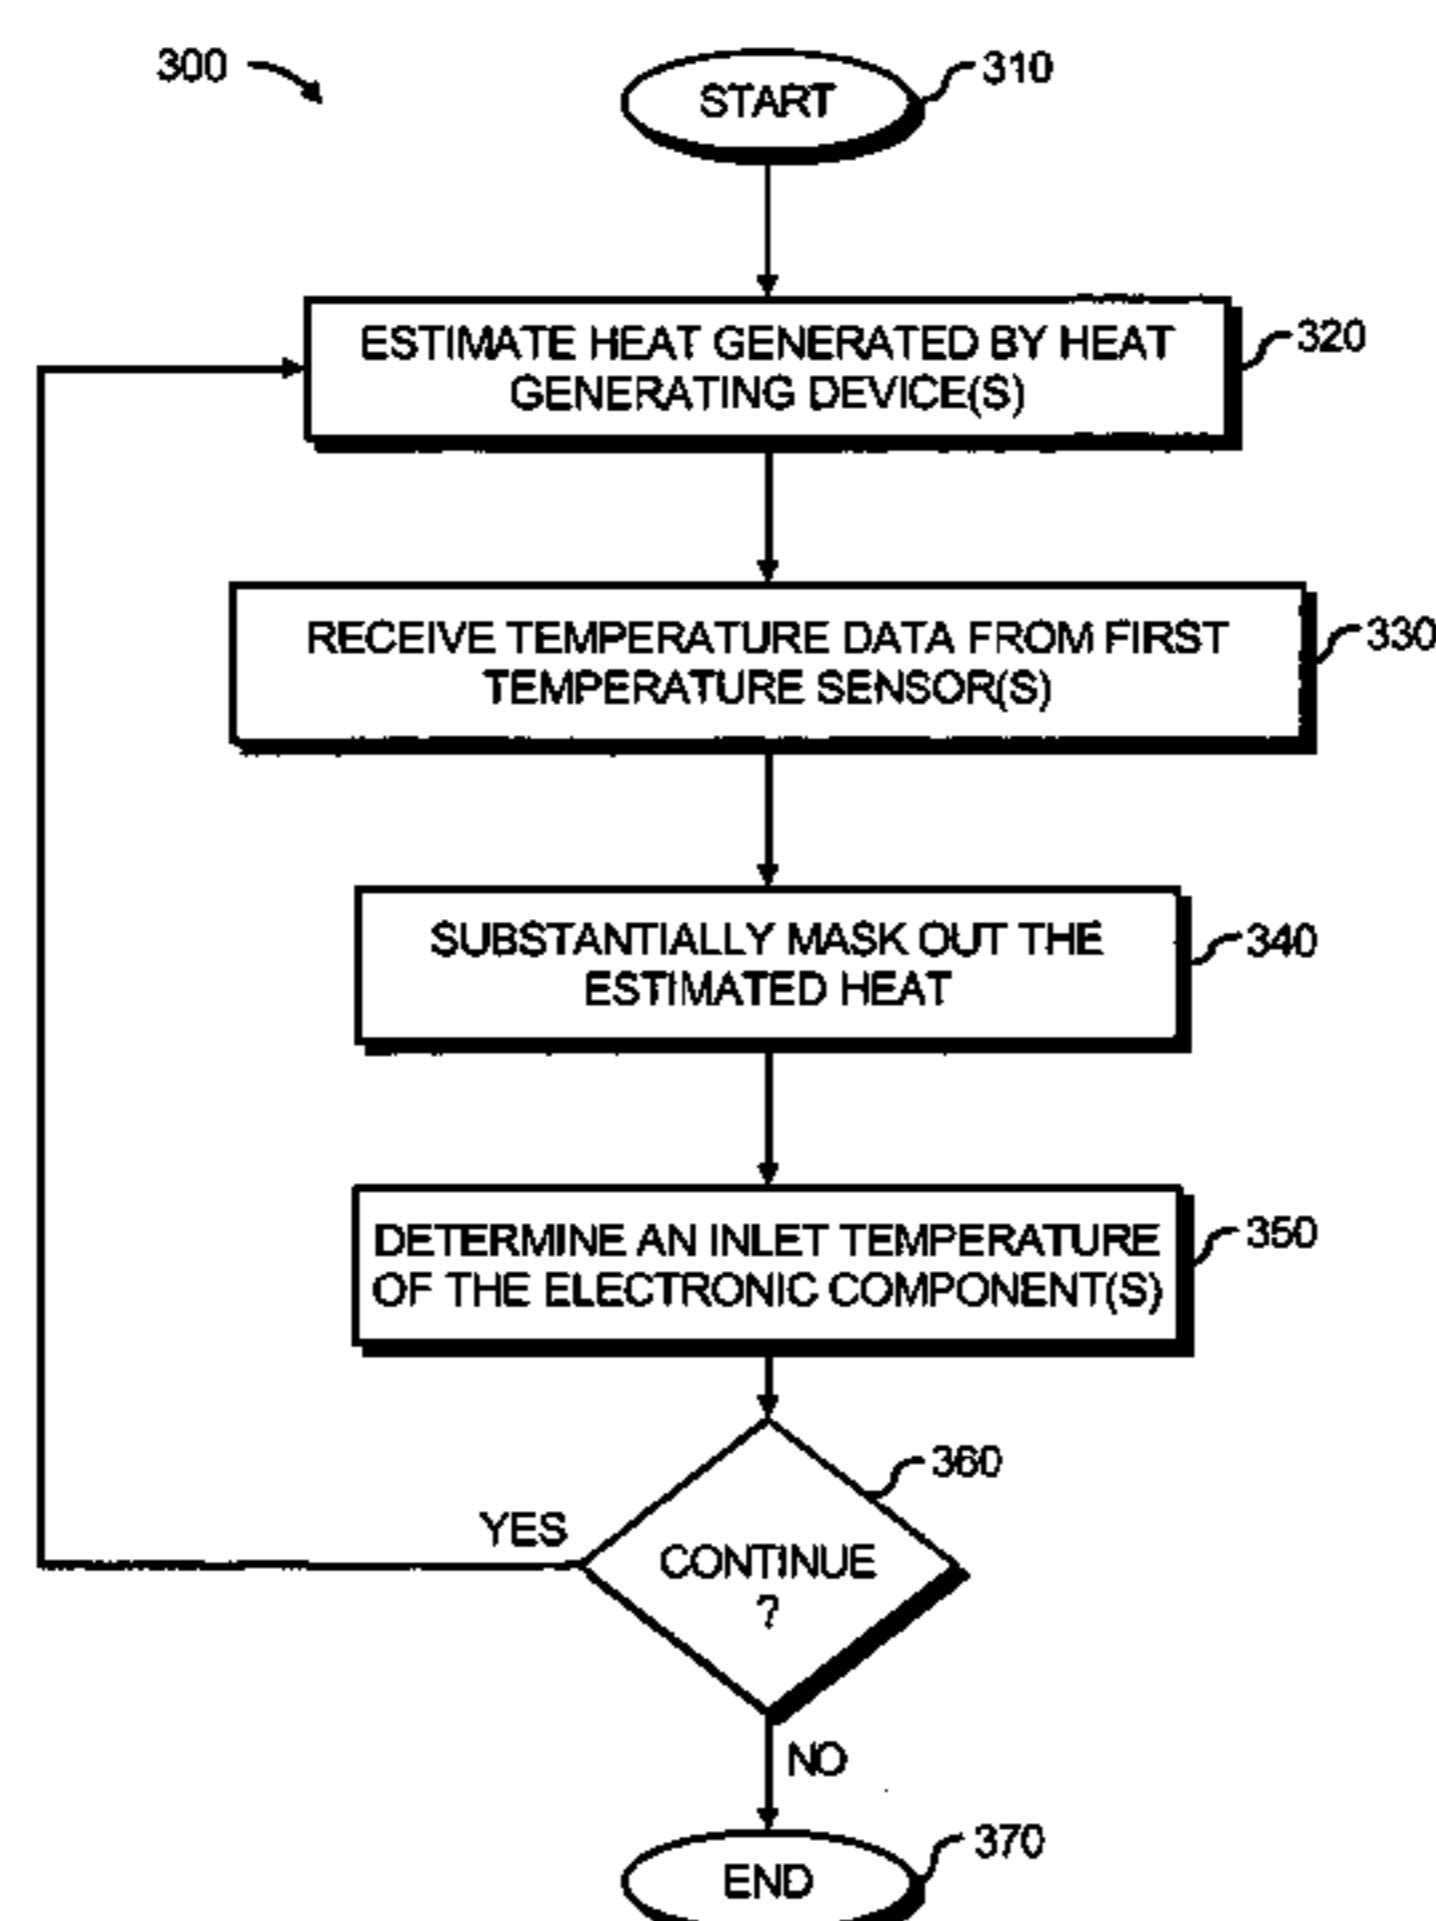 300
START
310
ESTIMATE HEAT GENERATED BY HEAT
GENERATING DEVICE(S)
320
RECEIVE TEMPERATURE DATA FROM FIRST
TEMPERATURE SENSOR(S)
330
SUBSTANTIALLY MASK OUT THE
ESTIMATED HEAT
340
DETERMINE AN INLET TEMPERATURE
OF THE ELECTRONIC COMPONENT(S)
350
360
YES
CONTINUE
?
NO
END
370